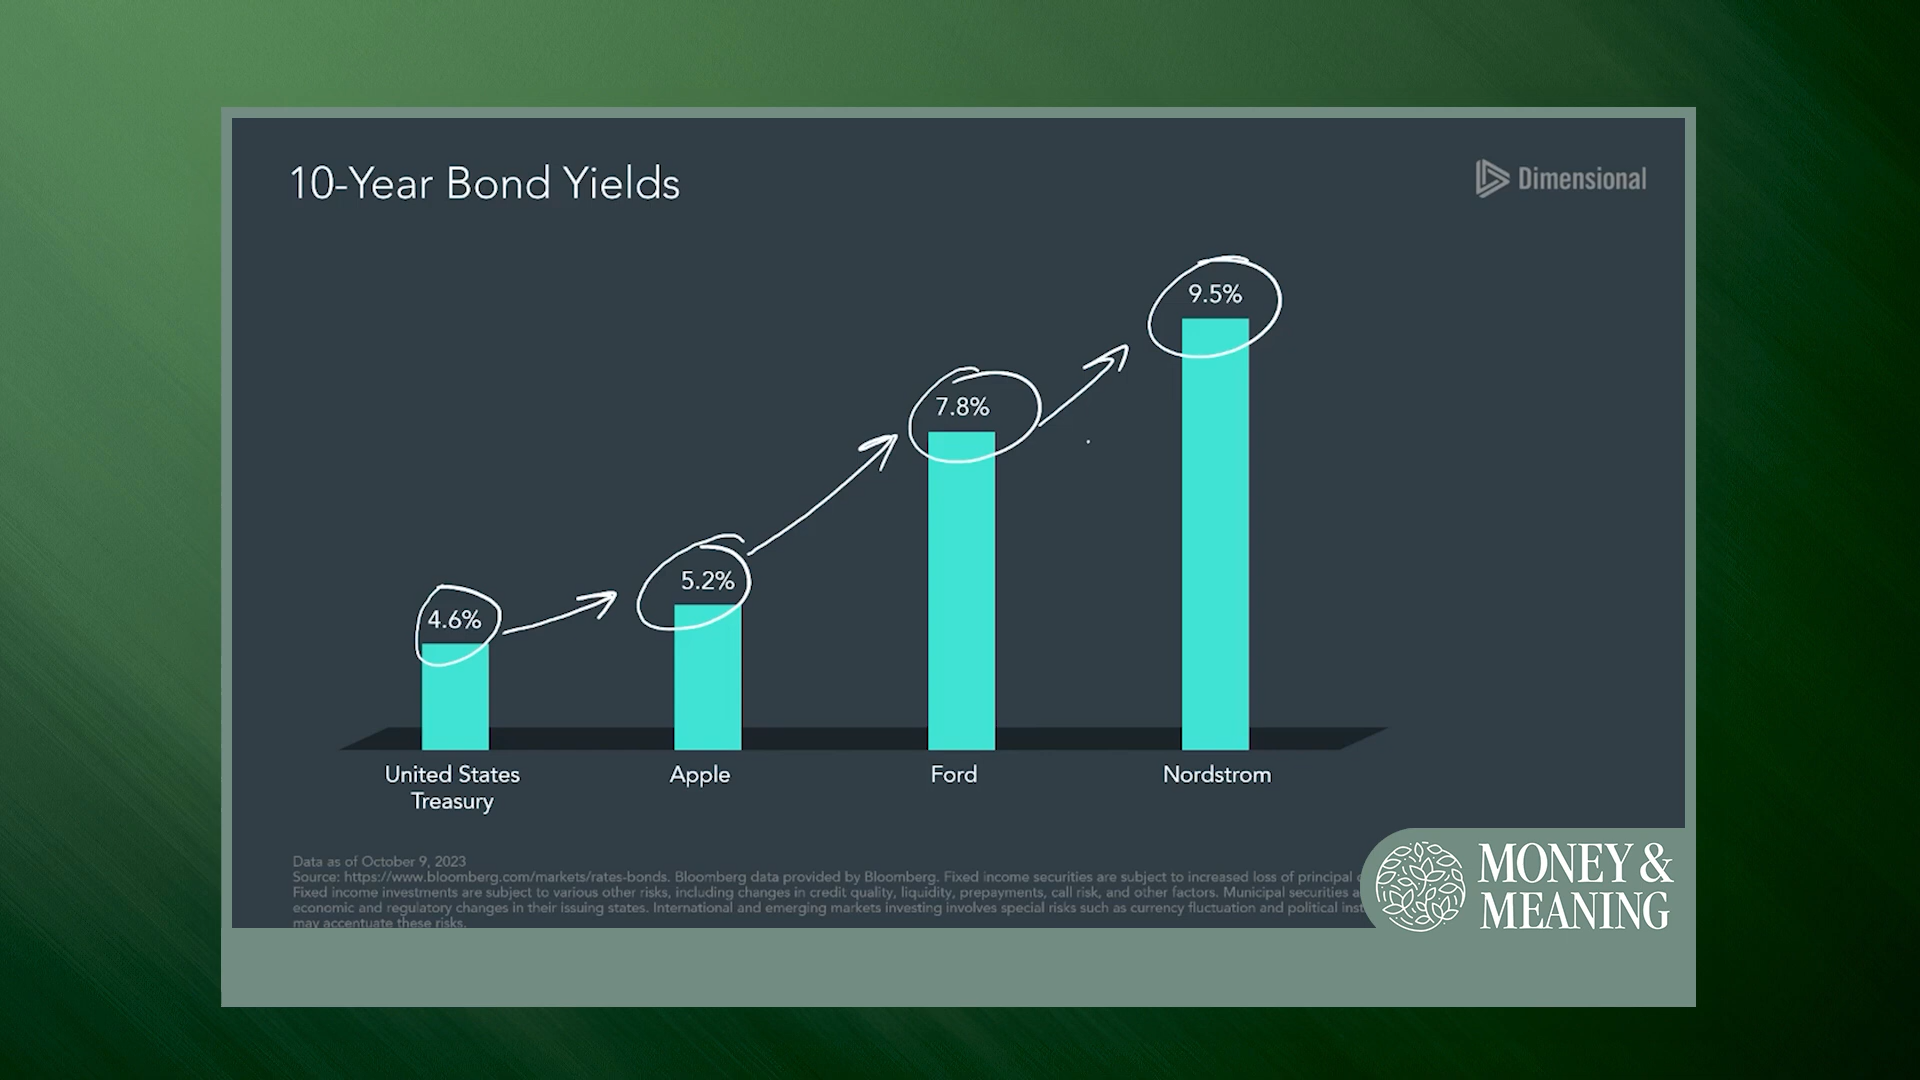 10-Year Bond Yields
Dimensional
9.5%
7.8%
5.2%
4.6%
United States
Treasury
Apple
Ford
Nordstrom
Data as of October 9, 2023
Source: https://www.bloomberg.com/markets/rates-bonds. Bloomberg data provided by Bloomberg. Fixed income securities are subject to increased loss of principal
Fixed income investments are subject to various other risks, including changes in credit quality, liquidity, prepayments, call risk, and other factors. Municipal securities
economic and regulatory changes in their issuing states. International and emerging markets investing involves special risks such as currency fluctuation and political
may accentuate these risks.
MONEY &
MEANING